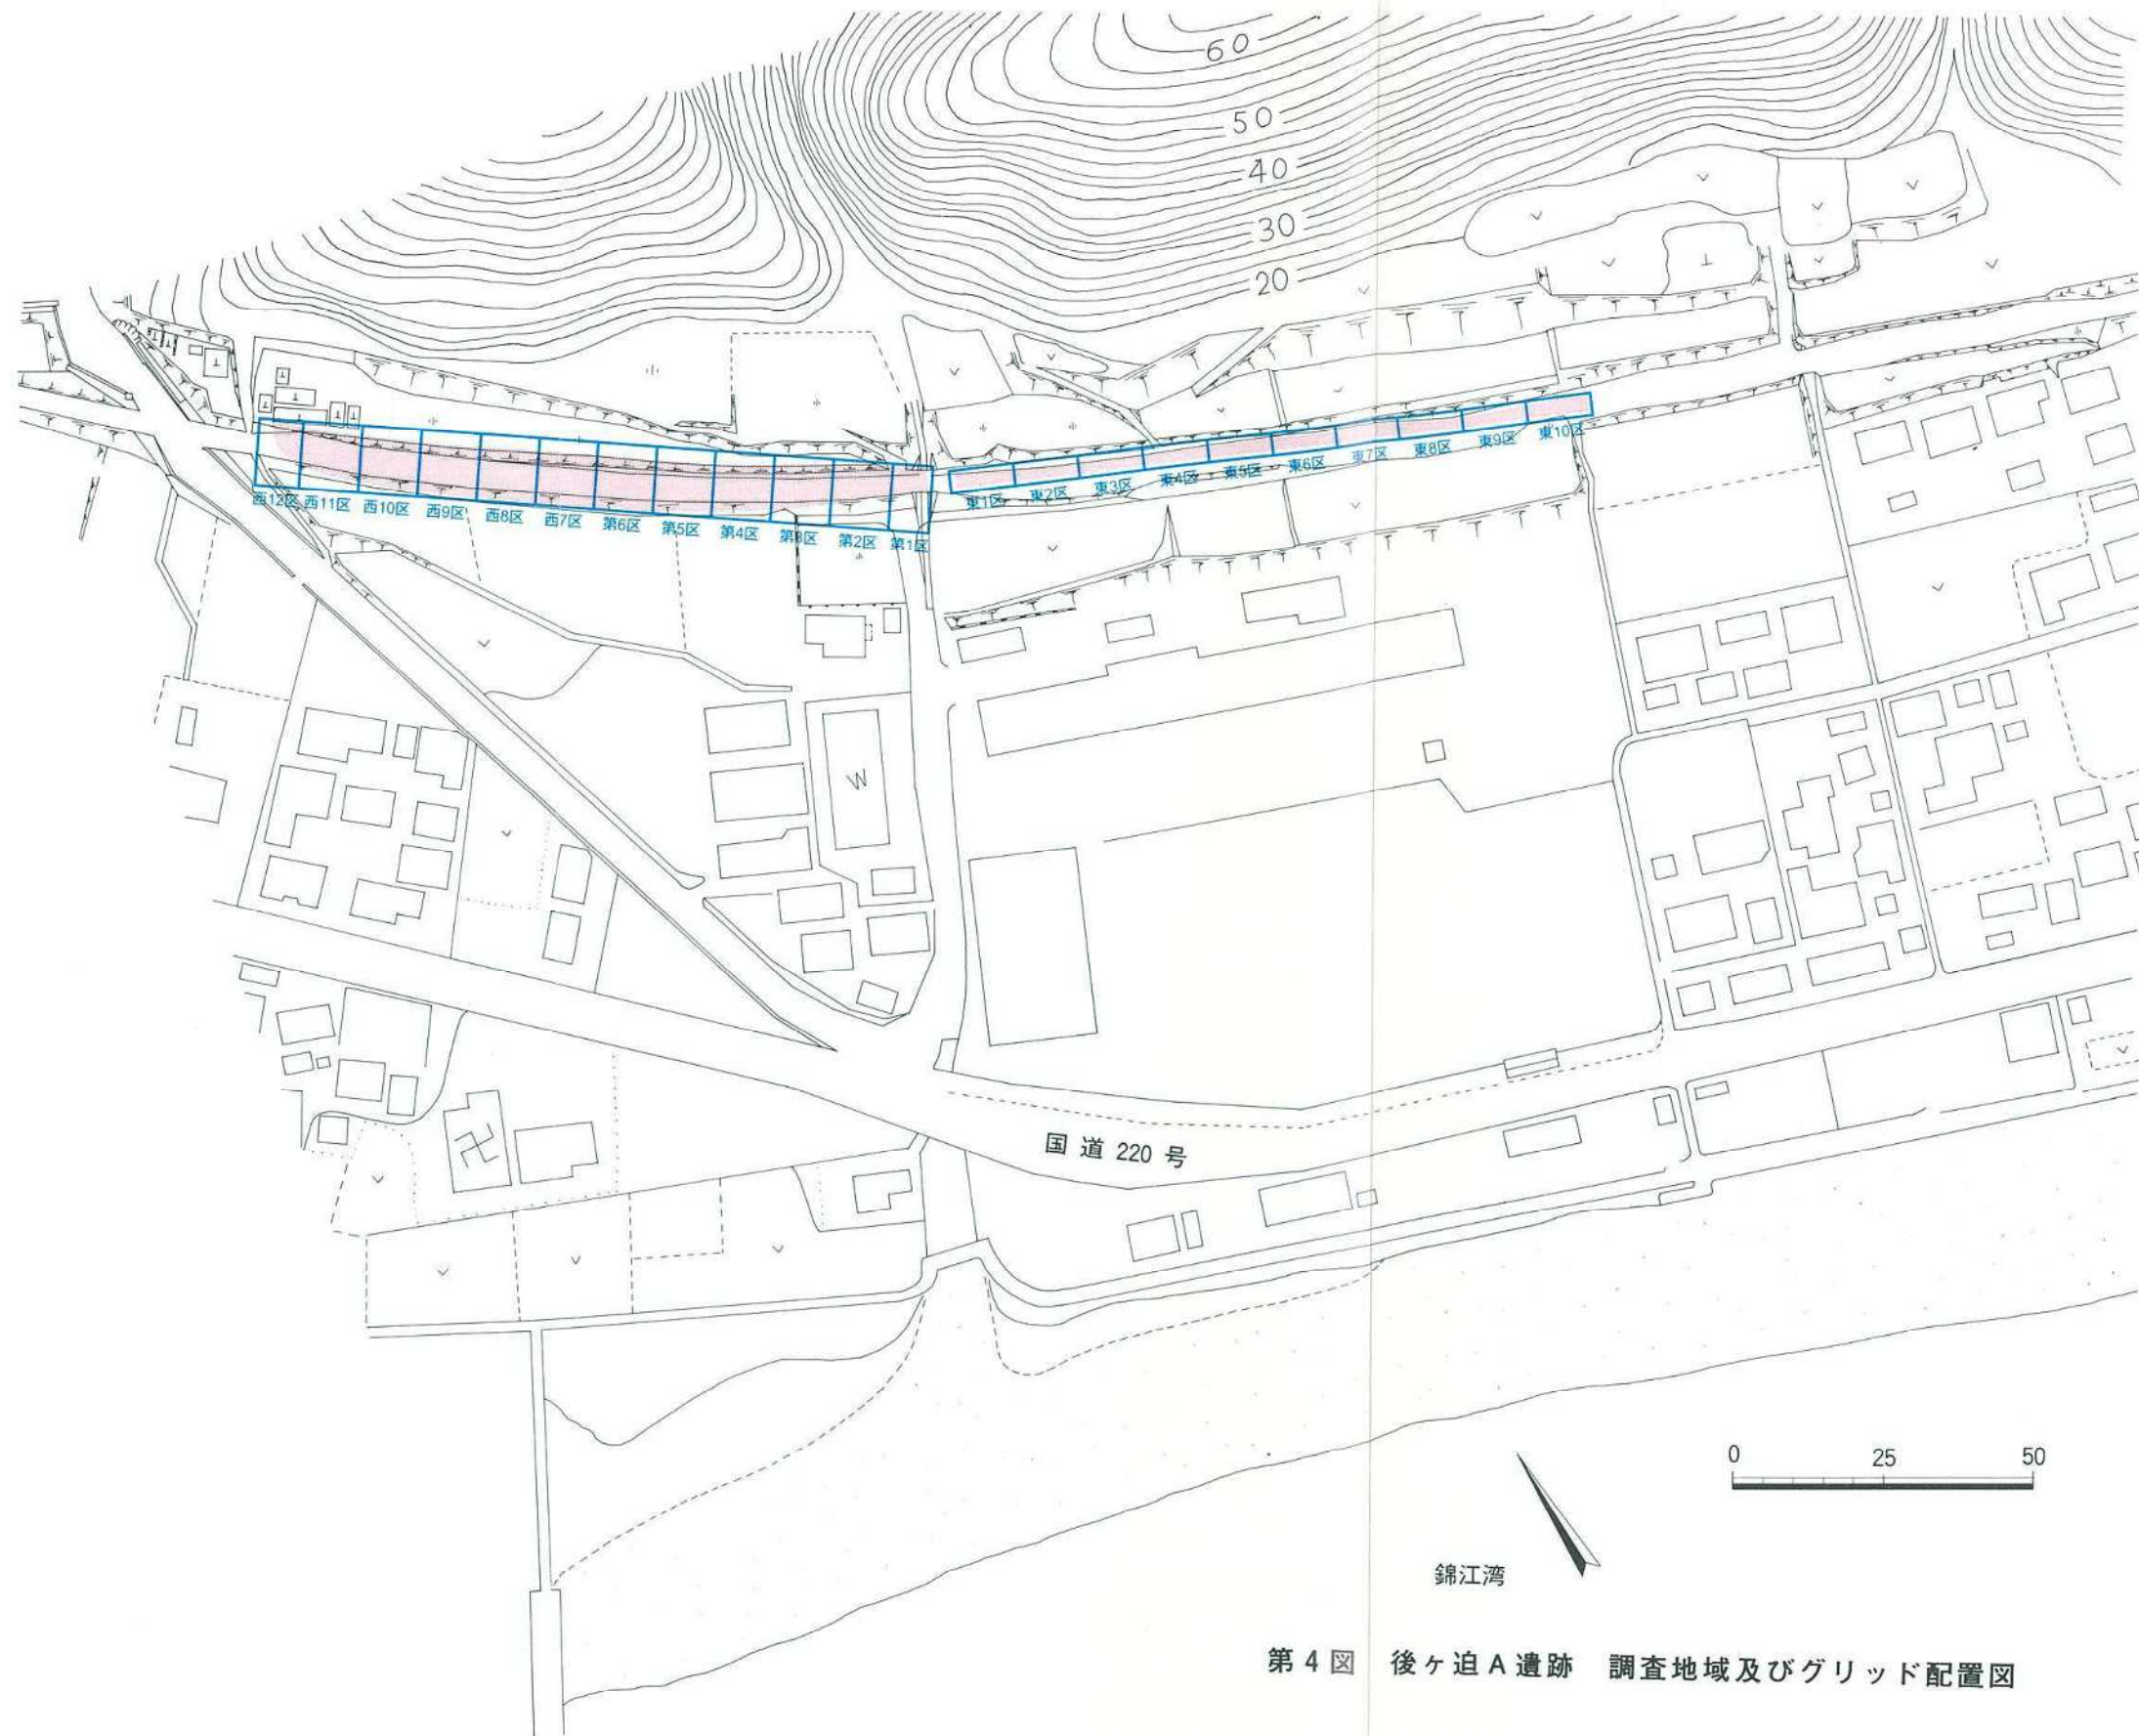 60
50
40
30
20
西12区 西11区 西10区 西9区 西8区 西7区 第6区 第5区 第4区 第3区 第2区 第1区
東1区 東2区 東3区 東4区 東5区 東6区 東7区 東8区 東9区 東10区
W
国道 220 号
0 25 50
錦江湾
第4図 後ヶ迫A遺跡 調査地域及びグリッド配置図